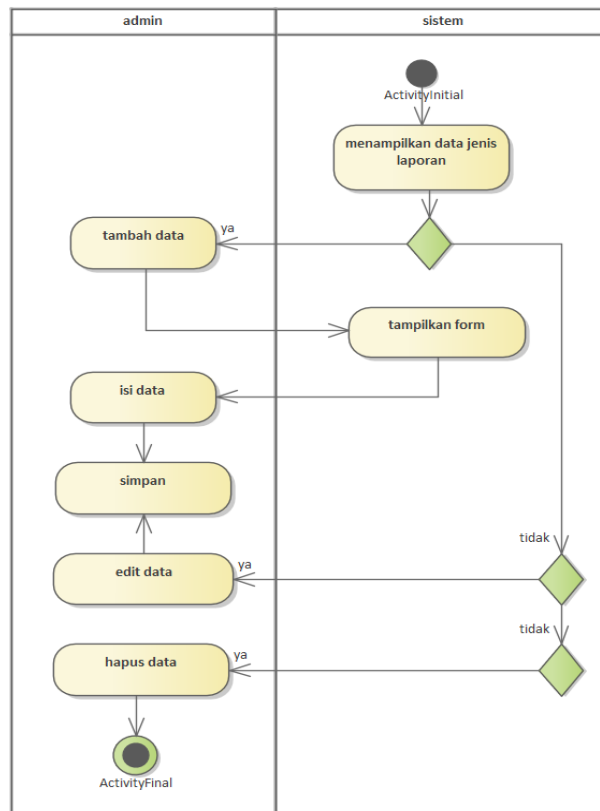 admin
sistem
ActivityInitial
menampilkan data jenis
laporan
tambah data
ya
tampilkan form
isi data
simpan
tidak
edit data
ya
tidak
hapus data
ya
ActivityFinal